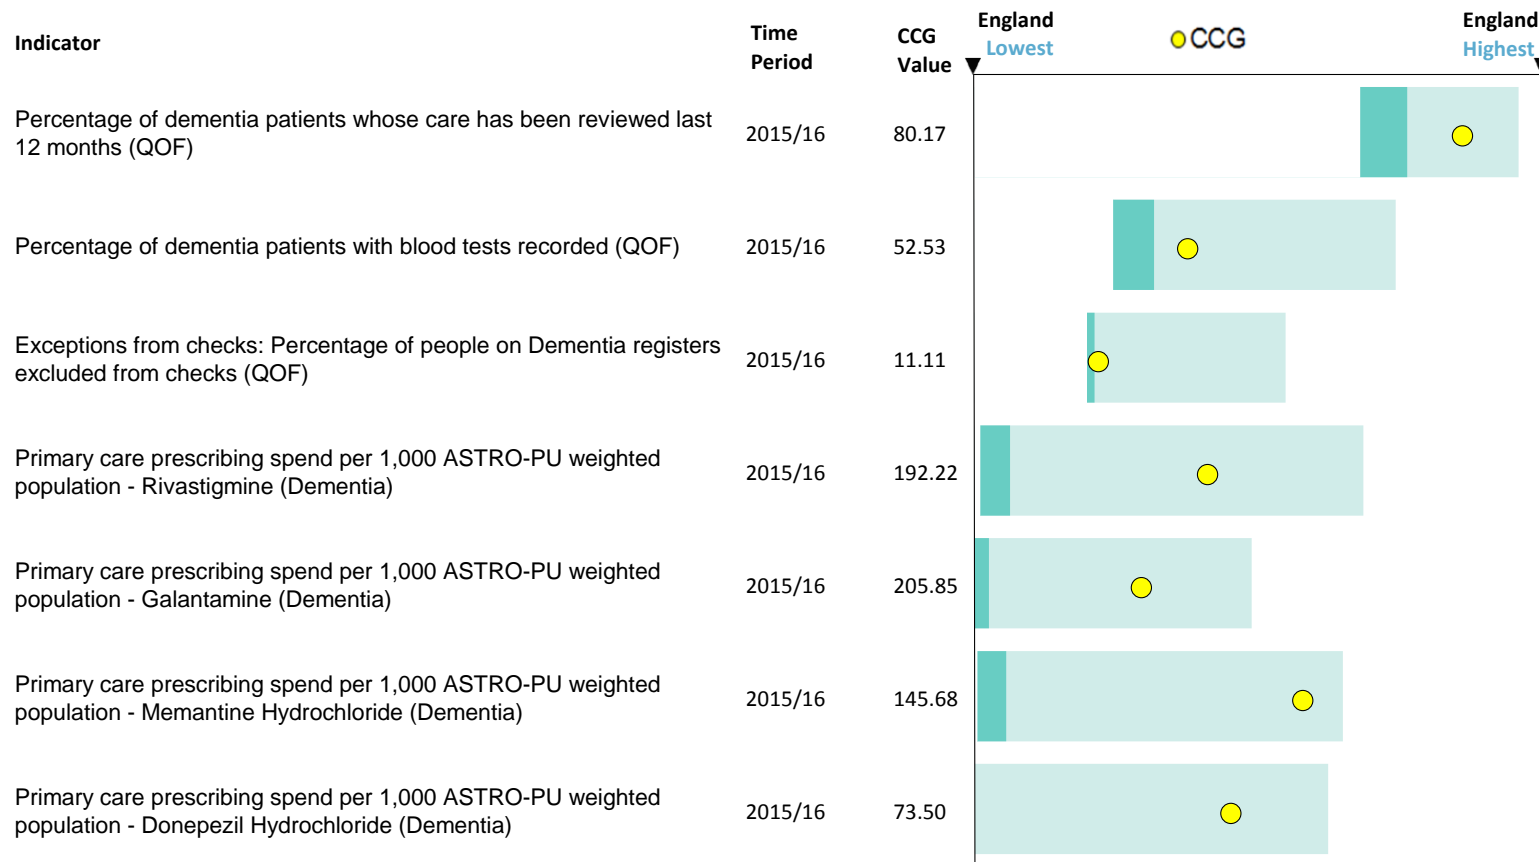 Indicator
Time
Period
CCG
Value
England
Lowest
CCG
England
Highest
Percentage of dementia patients whose care has been reviewed last
12 months (QOF)
2015/16
80.17
Percentage of dementia patients with blood tests recorded (QOF)
2015/16
52.53
Exceptions from checks: Percentage of people on Dementia registers
excluded from checks (QOF)
2015/16
11.11
Primary care prescribing spend per 1,000 ASTRO-PU weighted
population - Rivastigmine (Dementia)
2015/16
192.22
Primary care prescribing spend per 1,000 ASTRO-PU weighted
population - Galantamine (Dementia)
2015/16
205.85
Primary care prescribing spend per 1,000 ASTRO-PU weighted
population - Memantine Hydrochloride (Dementia)
2015/16
145.68
Primary care prescribing spend per 1,000 ASTRO-PU weighted
population - Donepezil Hydrochloride (Dementia)
2015/16
73.50